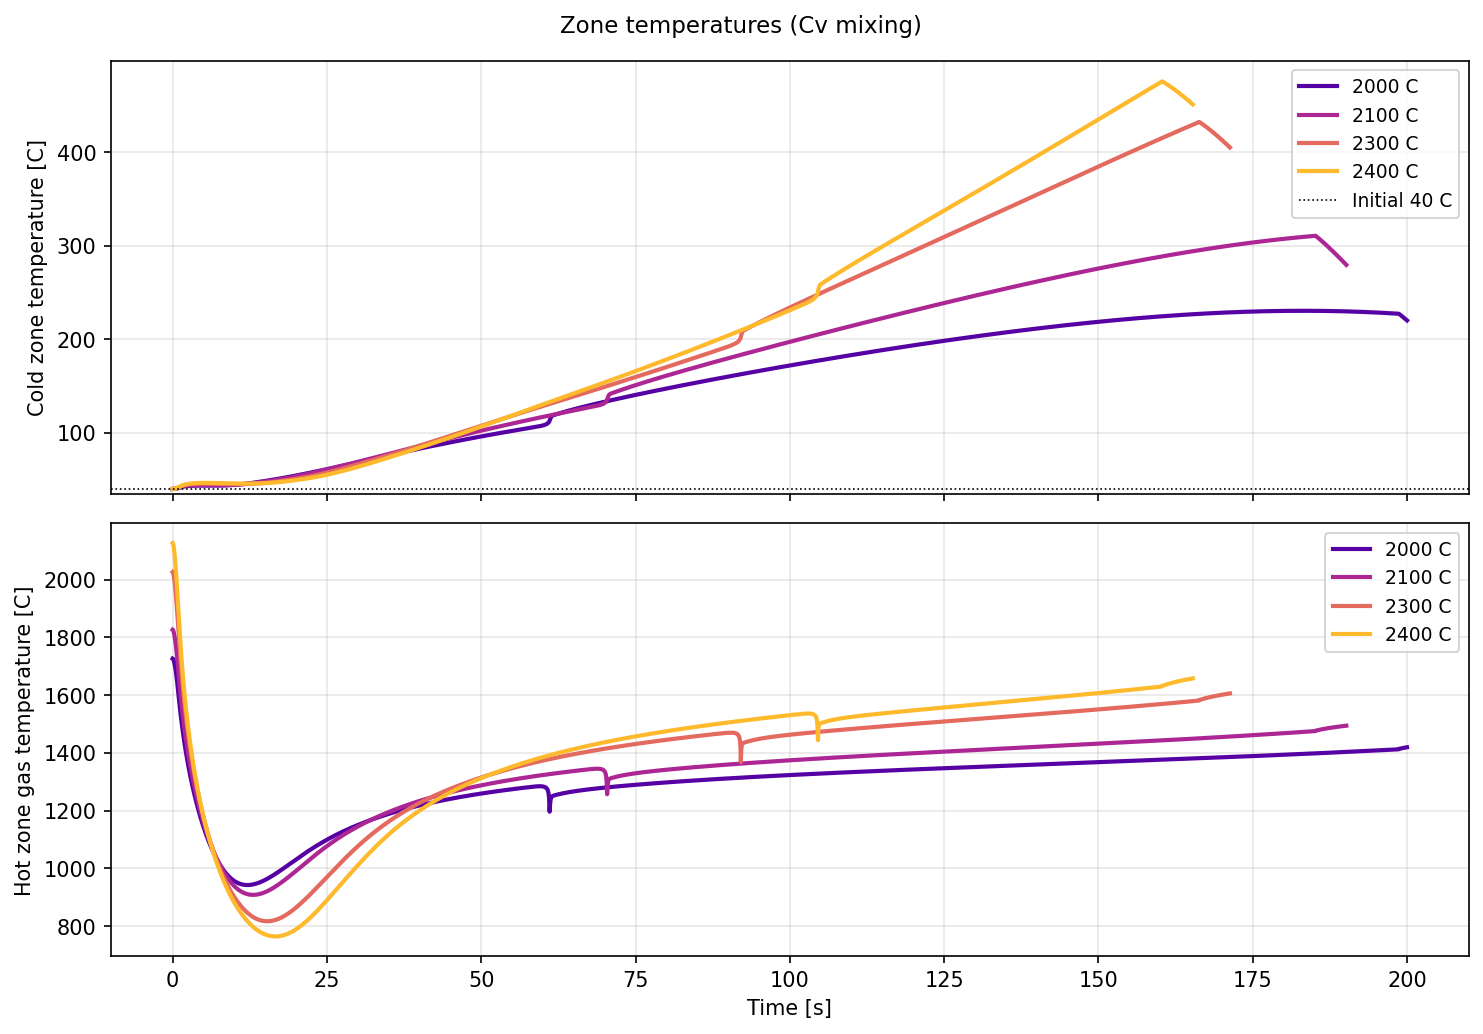 Zone temperatures (Cv mixing)
Cold zone temperature [C]
400
300
200
100
2000 C
2100 C
2300 C
2400 C
Initial 40 C
Hot zone gas temperature [C]
2000
1800
1600
1400
1200
1000
800
2000 C
2100 C
2300 C
2400 C
0 25 50 75 100 125 150 175 200
Time [s]